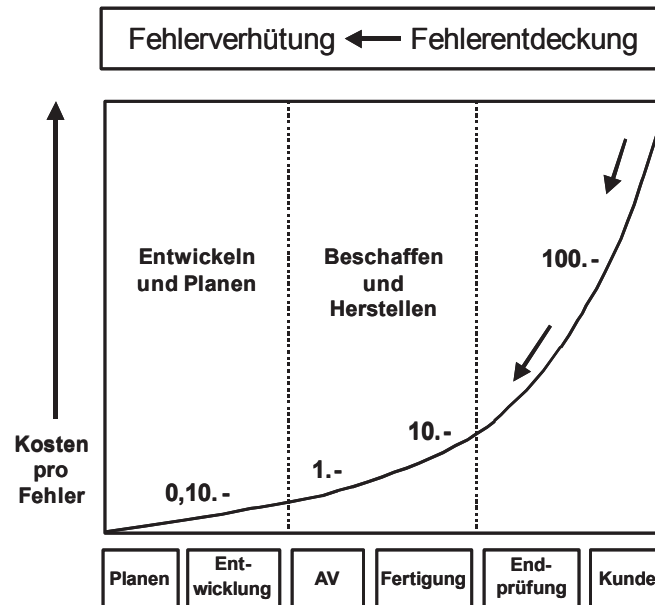 Fehlerverhütung ← Fehlerentdeckung
Entwickeln
und Planen
Beschaffen
und
Herstellen
100.-
10.-
1.-
0,10.-
Kosten
pro
Fehler
Planen
Ent-
wicklung
AV
Fertigung
End-
prüfung
Kunde